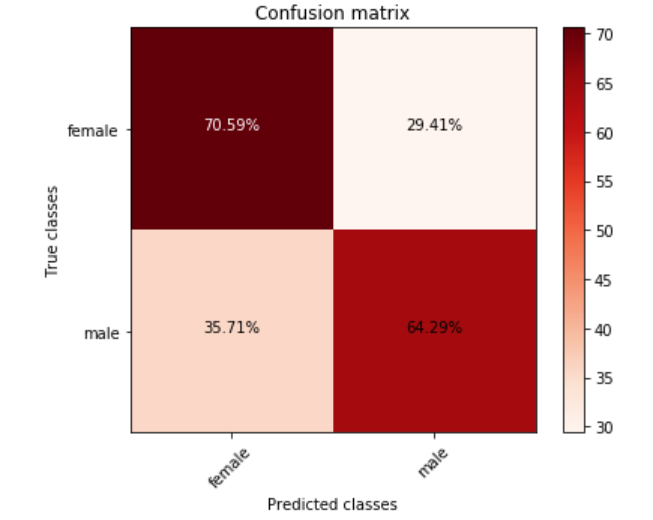 Confusion matrix
female
70.59%
29.41%
male
35.71%
64.29%
True classes
female
male
Predicted classes
70
65
60
55
50
45
40
35
30